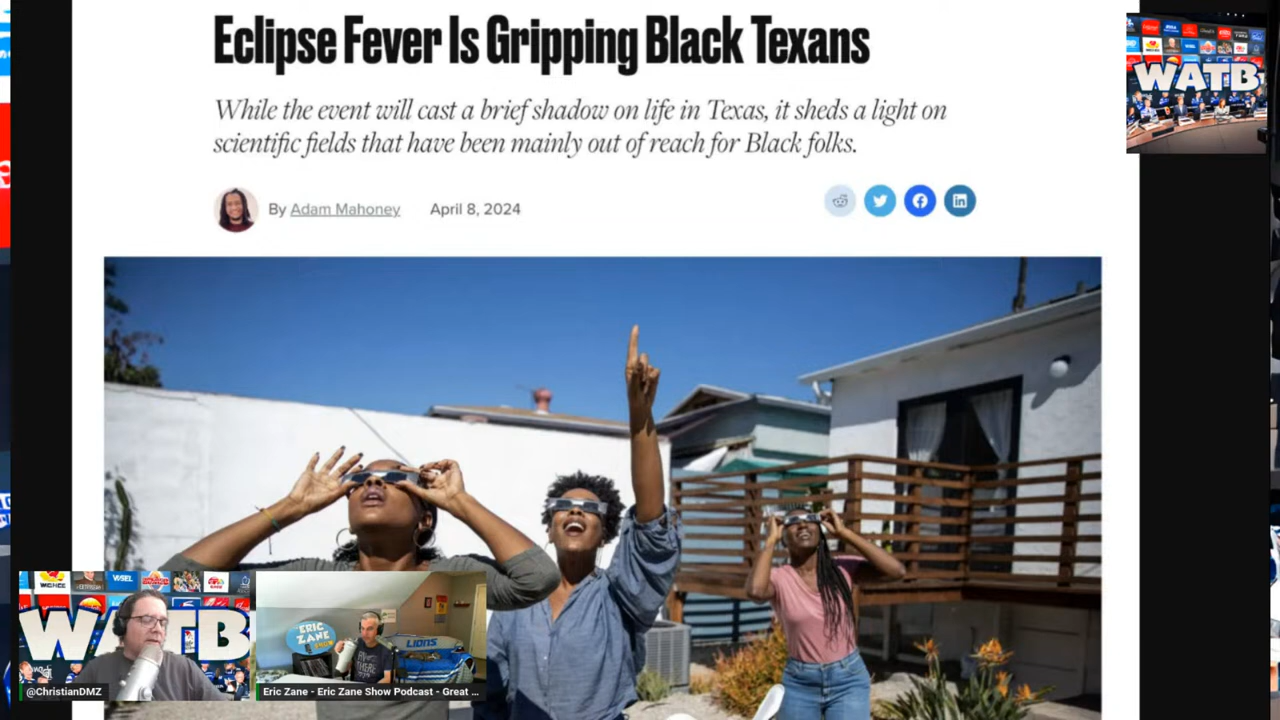 Eclipse Fever Is Gripping Black Texans
While the event will cast a brief shadow on life in Texas, it sheds a light on
scientific fields that have been mainly out of reach for Black folks.
By Adam Mahoney April 8, 2024
WATB
WATB
ERIC
ZANE
SHOW
LIONS
@ChristianDMZ
Eric Zane - Eric Zane Show Podcast - Great ...